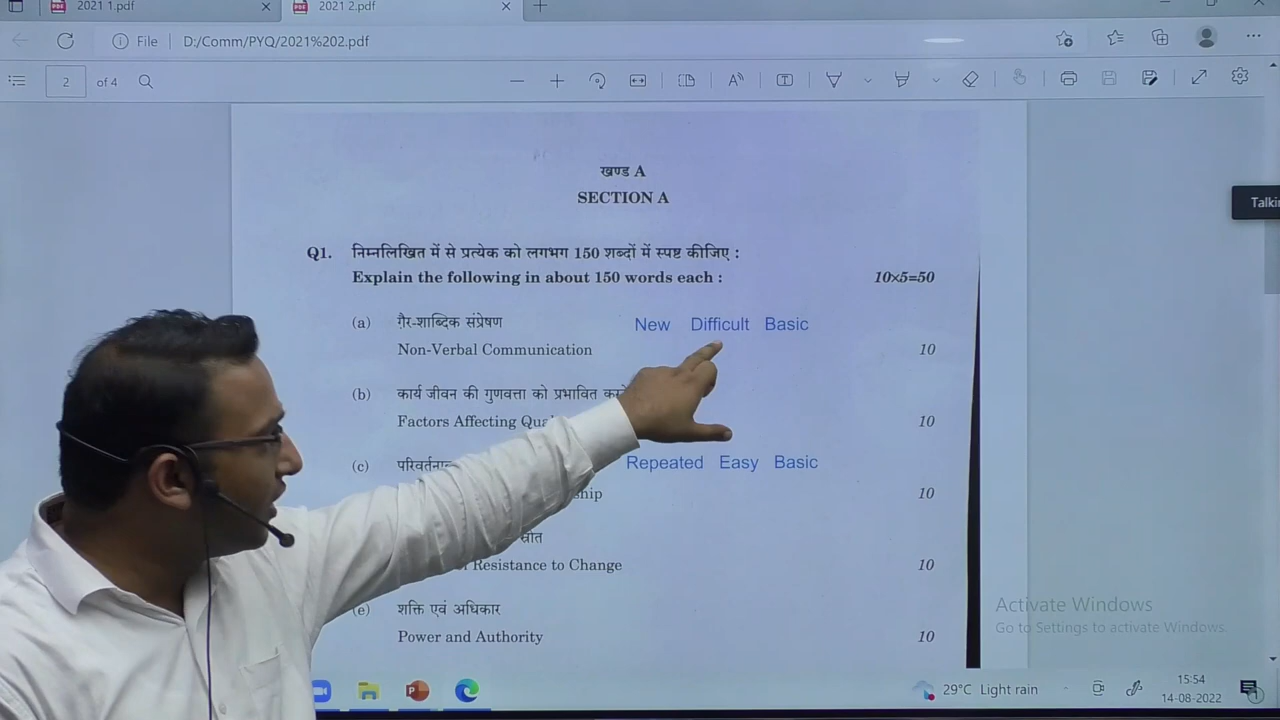 2021 1.pdf
2021 2.pdf
File D:/Comm/PYQ/2021%202.pdf
2 of 4
खण्ड A
SECTION A
Talki
Q1. निम्नलिखित में से प्रत्येक को लगभग 150 शब्दों में स्पष्ट कीजिए :
Explain the following in about 150 words each : 10×5=50
(a) ग़ैर-शाब्दिक संप्रेषण New Difficult Basic
Non-Verbal Communication 10
(b) कार्य जीवन की गुणवत्ता को प्रभावित
Factors Affecting 10
(c) Repeated Easy Basic
10
स्रोत
Resistance to Change 10
(e) शक्ति एवं अधिकार
Power and Authority 10
Activate Windows
Go to Settings to activate Windows.
29°C Light rain
15:54
14-08-2022